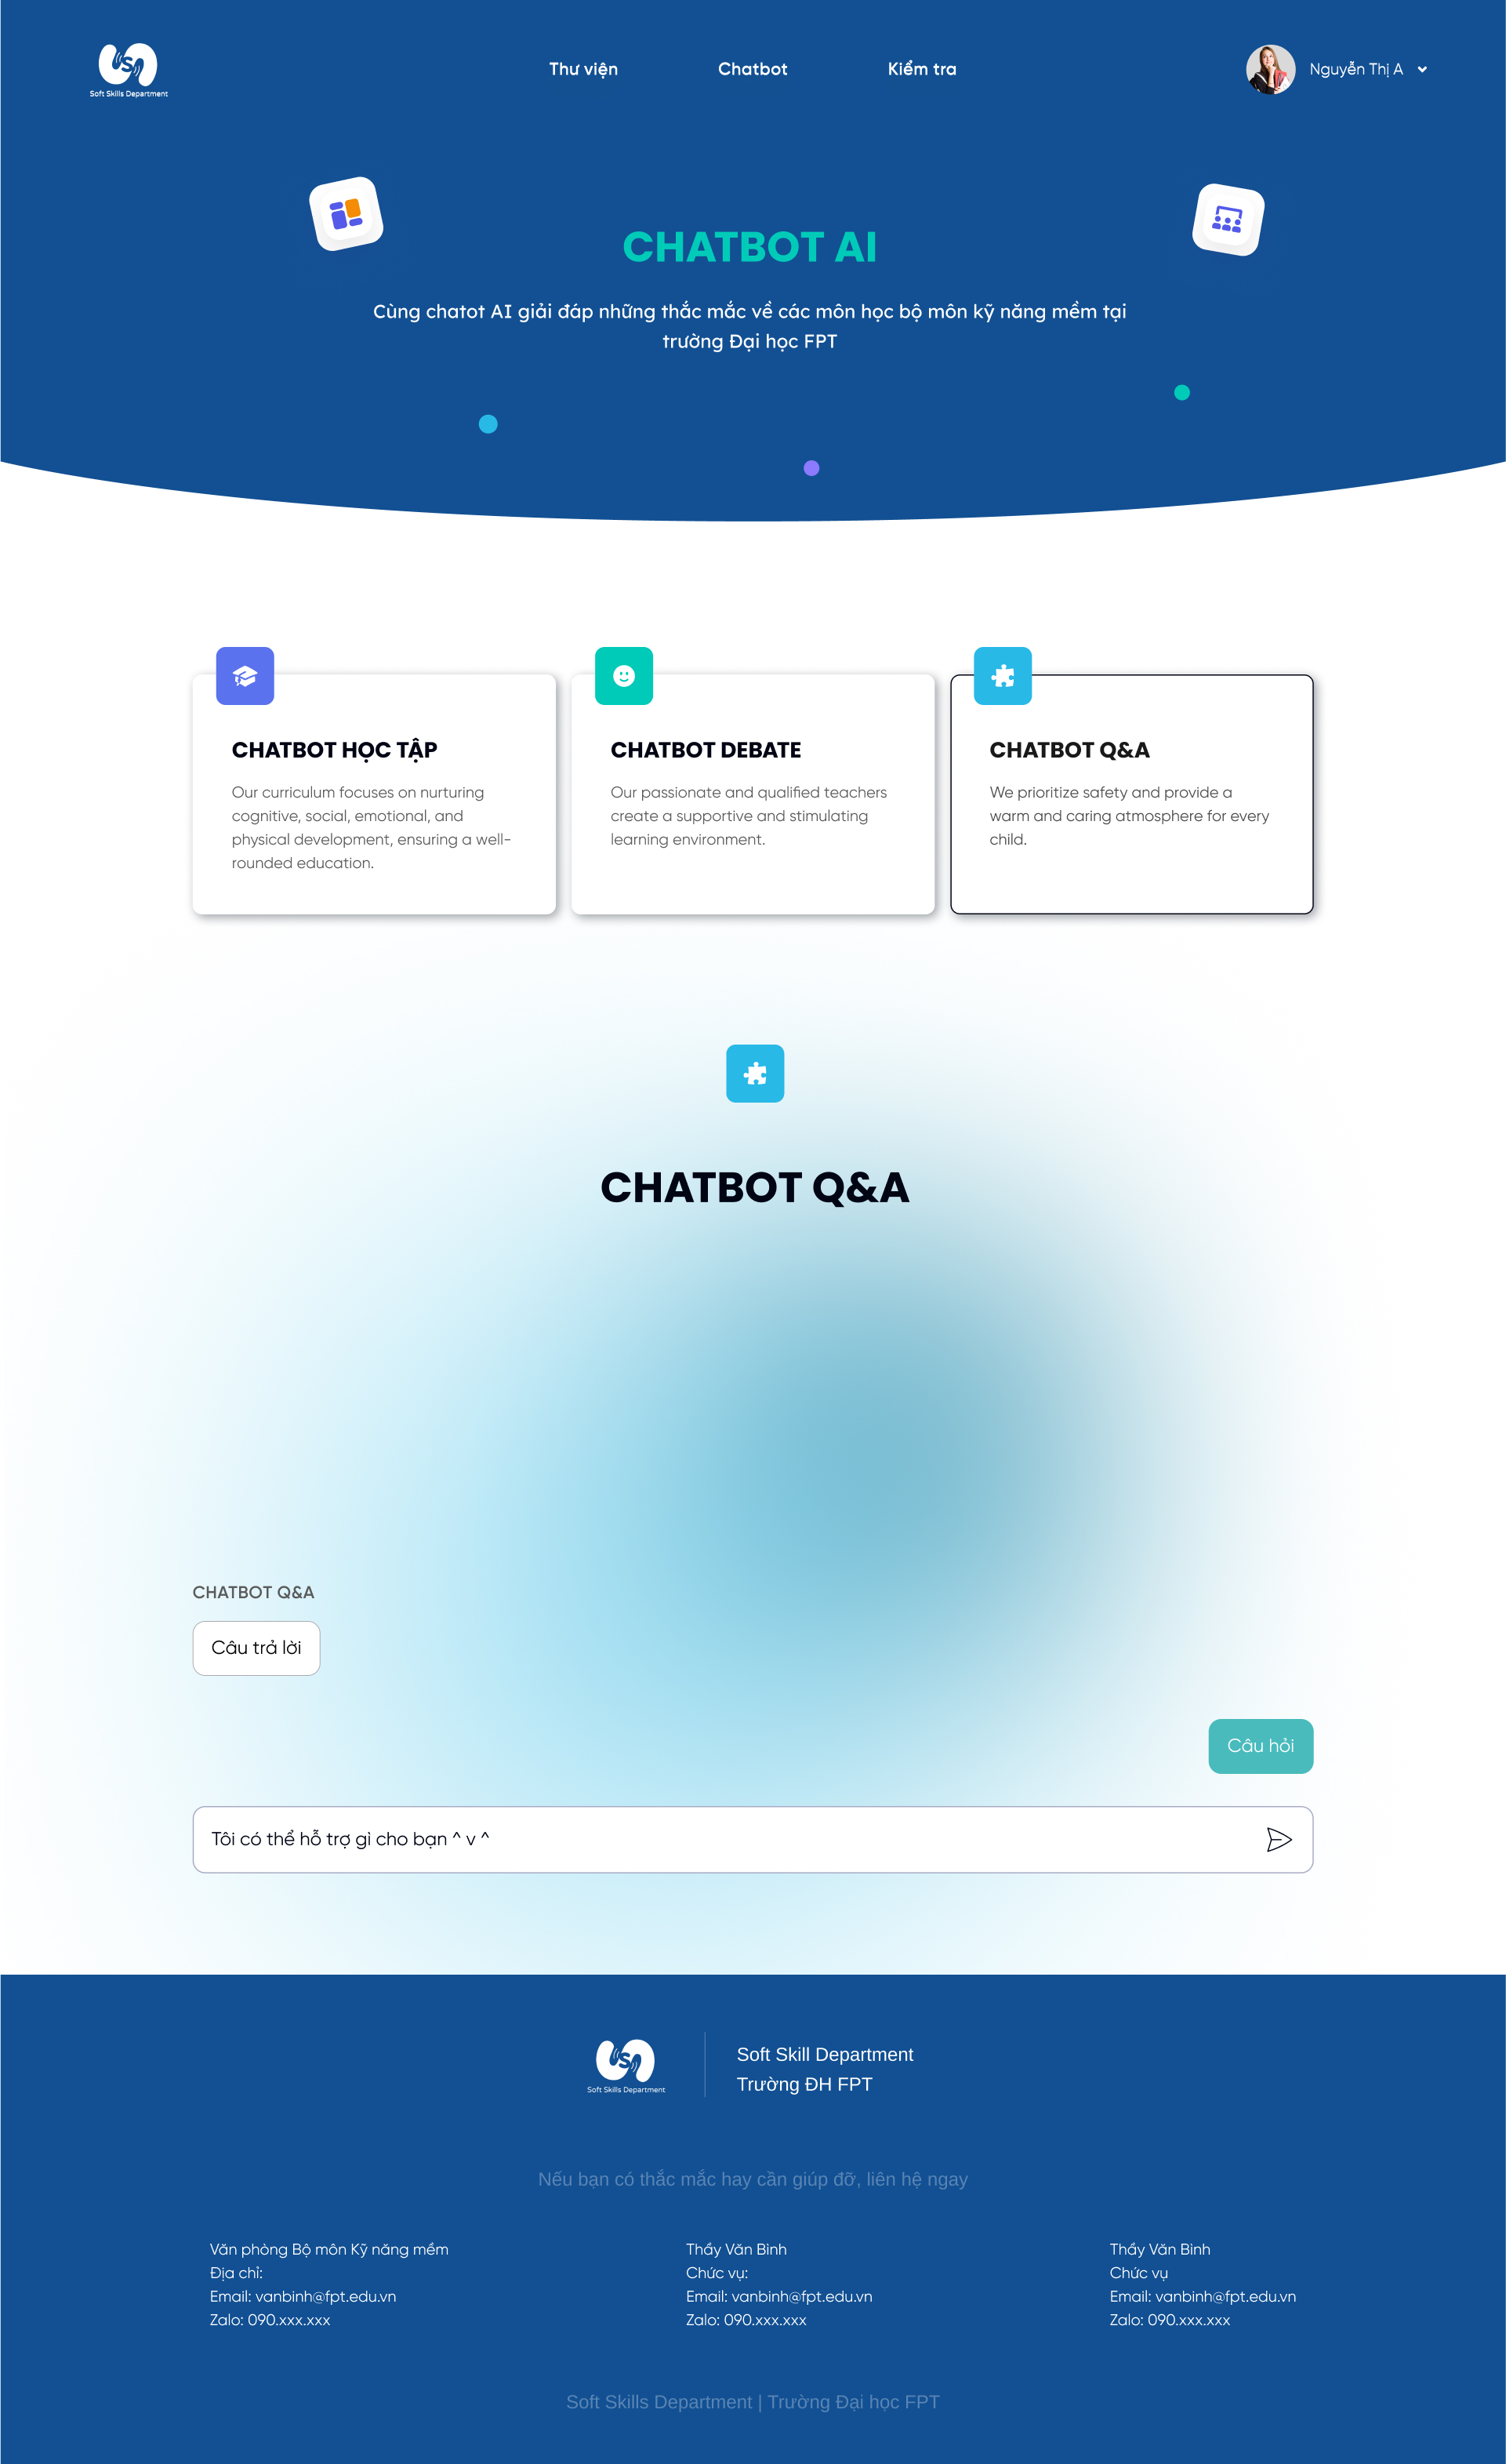 Soft Skills Department
Thư viện
Chatbot
Kiểm tra
Nguyễn Thị A
CHATBOT AI
Cùng chatot AI giải đáp những thắc mắc về các môn học bộ môn kỹ năng mềm tại
trường Đại học FPT
CHATBOT HỌC TẬP
Our curriculum focuses on nurturing
cognitive, social, emotional, and
physical development, ensuring a well-
rounded education.
CHATBOT DEBATE
Our passionate and qualified teachers
create a supportive and stimulating
learning environment.
CHATBOT Q&A
We prioritize safety and provide a
warm and caring atmosphere for every
child.
CHATBOT Q&A
CHATBOT Q&A
Câu trả lời
Câu hỏi
Tôi có thể hỗ trợ gì cho bạn ^ v ^
Soft Skills Department
Soft Skill Department
Trường ĐH FPT
Nếu bạn có thắc mắc hay cần giúp đỡ, liên hệ ngay
Văn phòng Bộ môn Kỹ năng mềm
Địa chỉ:
Email: vanbinh@fpt.edu.vn
Zalo: 090.xxx.xxx
Thầy Văn Bình
Chức vụ:
Email: vanbinh@fpt.edu.vn
Zalo: 090.xxx.xxx
Thầy Văn Bình
Chức vụ
Email: vanbinh@fpt.edu.vn
Zalo: 090.xxx.xxx
Soft Skills Department | Trường Đại học FPT